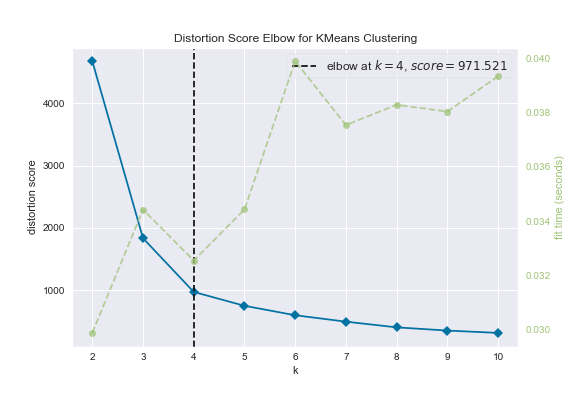 Distortion Score Elbow for KMeans Clustering
elbow at k = 4, score = 971.521
distortion score
4000
3000
2000
1000
0.040
0.038
0.036
0.034
0.032
0.030
fit time (seconds)
2 3 4 5 6 7 8 9 10
k